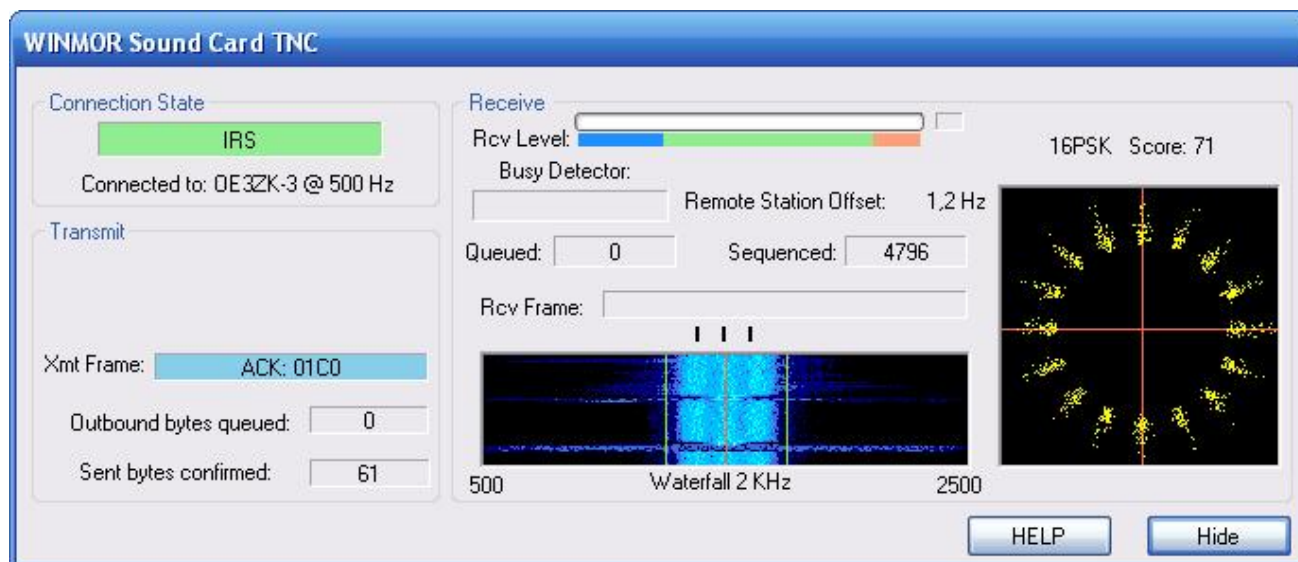 WINMOR Sound Card TNC
Connection State
IRS
Connected to: OE3ZK-3 @ 500 Hz
Transmit
Xmt Frame: ACK: 01C0
Outbound bytes queued: 0
Sent bytes confirmed: 61
Receive
Rcv Level:
Busy Detector:
Remote Station Offset: 1,2 Hz
Queued: 0 Sequenced: 4796
Rcv Frame:
500 Waterfall 2 KHz 2500
16PSK Score: 71
HELP Hide